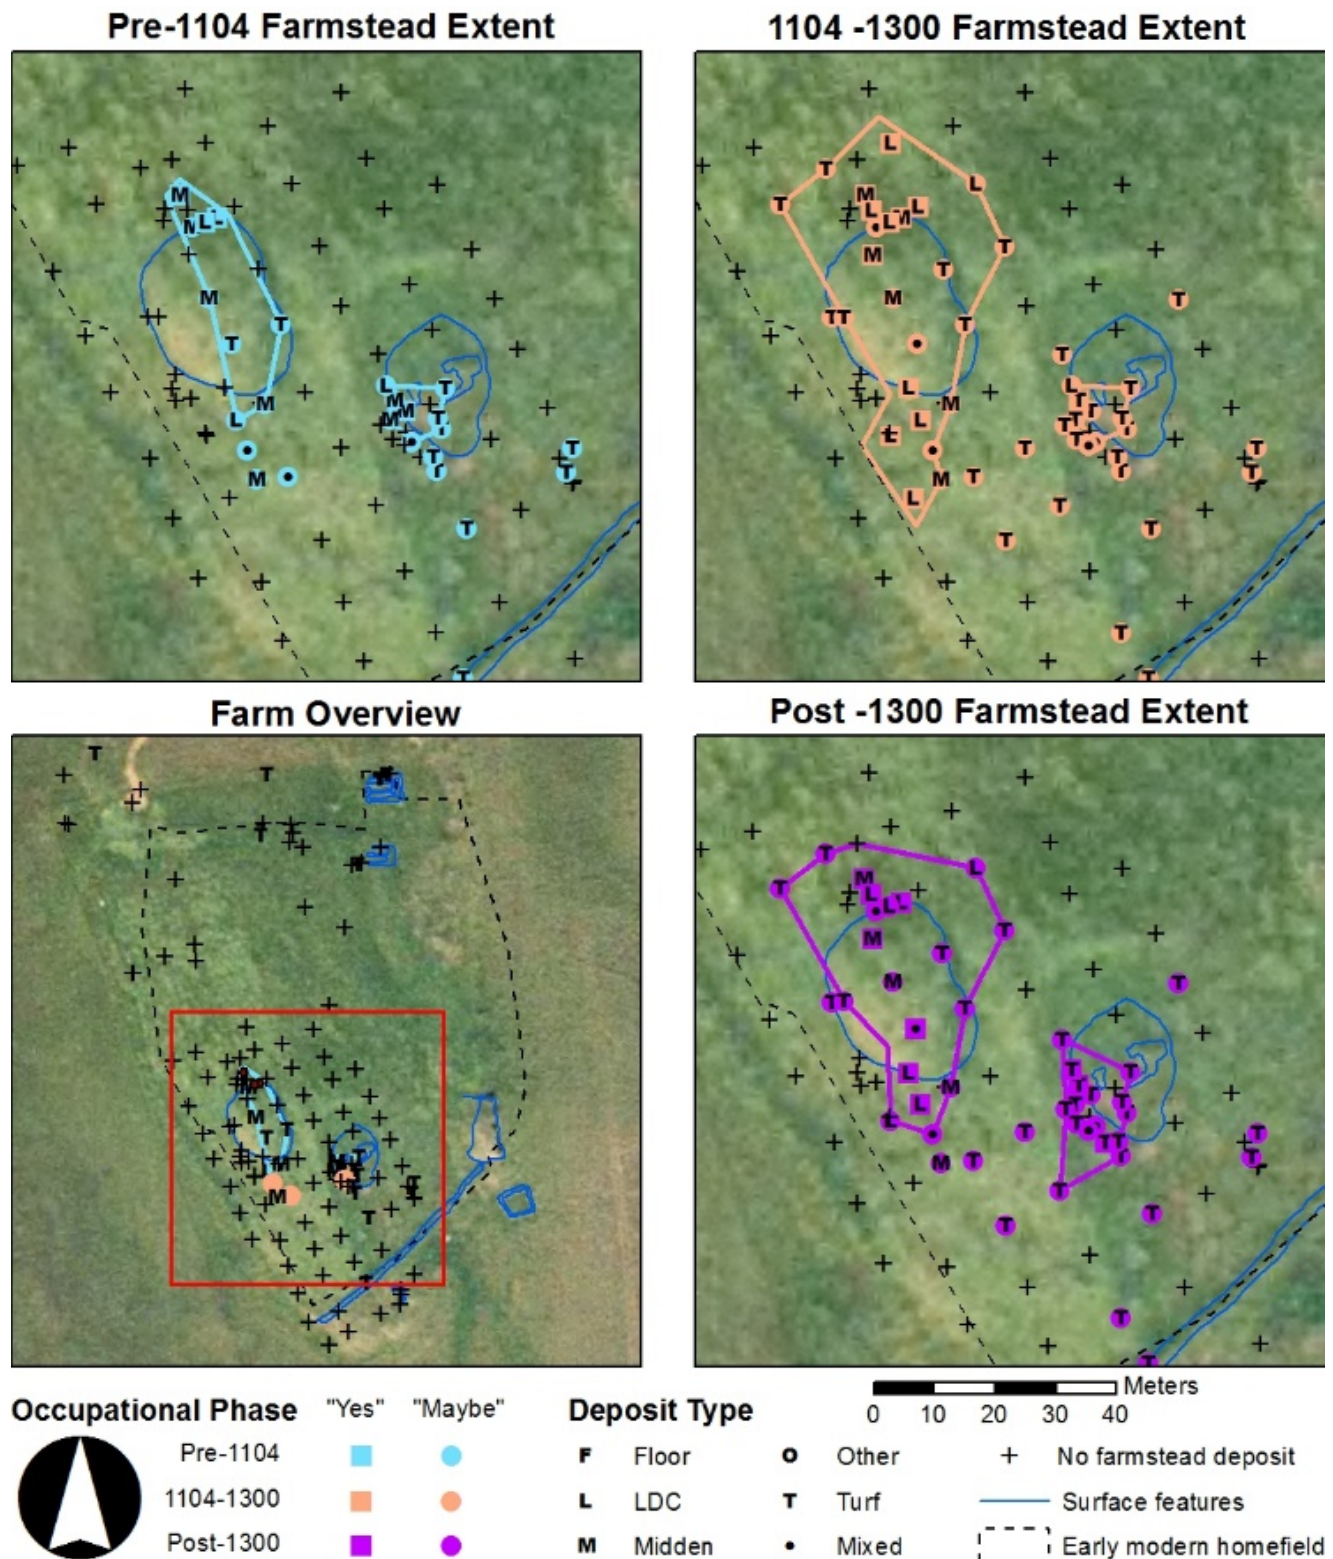 Pre-1104 Farmstead Extent
1104 -1300 Farmstead Extent
Farm Overview
Post -1300 Farmstead Extent
Meters
0 10 20 30 40
Occupational Phase "Yes" "Maybe"
Pre-1104
1104-1300
Post-1300
Deposit Type
F Floor
L LDC
M Midden
O Other
T Turf
• Mixed
+ No farmstead deposit
Surface features
Early modern homefield